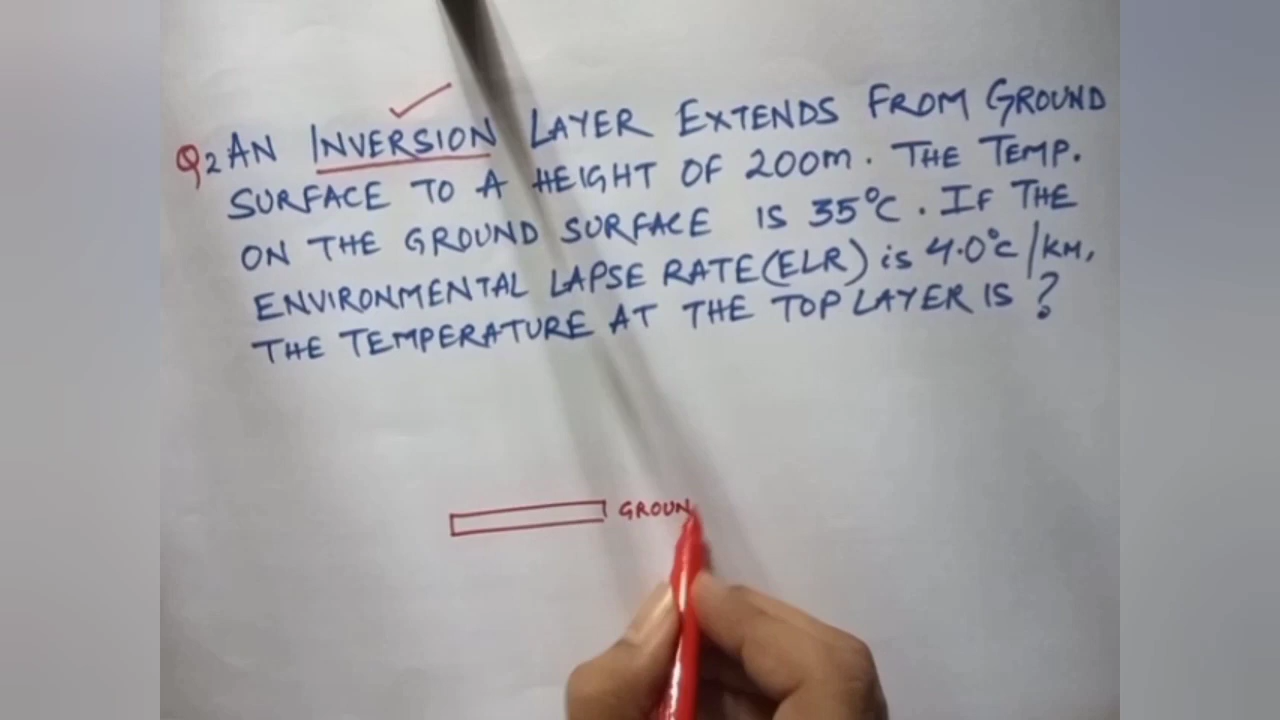 Q2 AN INVERSION LAYER EXTENDS FROM GROUND
SURFACE TO A HEIGHT OF 200m. THE TEMP.
ON THE GROUND SURFACE IS 35°C. IF THE
ENVIRONMENTAL LAPSE RATE(ELR) is 4.0°C/KM,
THE TEMPERATURE AT THE TOP LAYER IS ?
GROUN